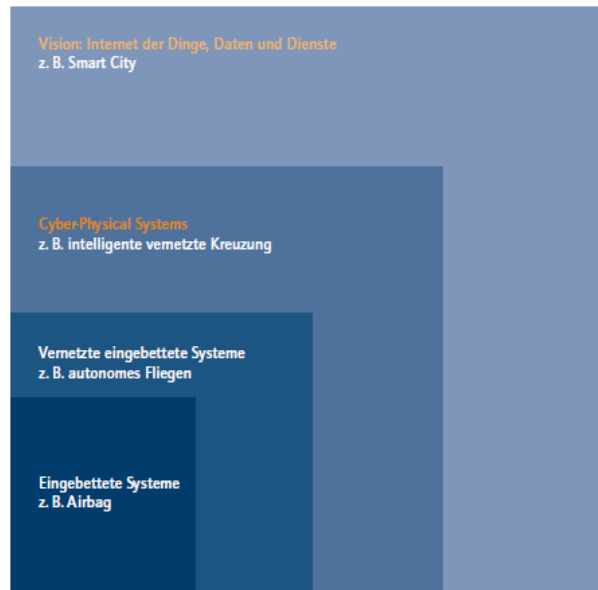 Vision: Internet der Dinge, Daten und Dienste
z. B. Smart City
Cyber-Physical Systems
z. B. intelligente vernetzte Kreuzung
Vernetzte eingebettete Systeme
z. B. autonomes Fliegen
Eingebettete Systeme
z. B. Airbag